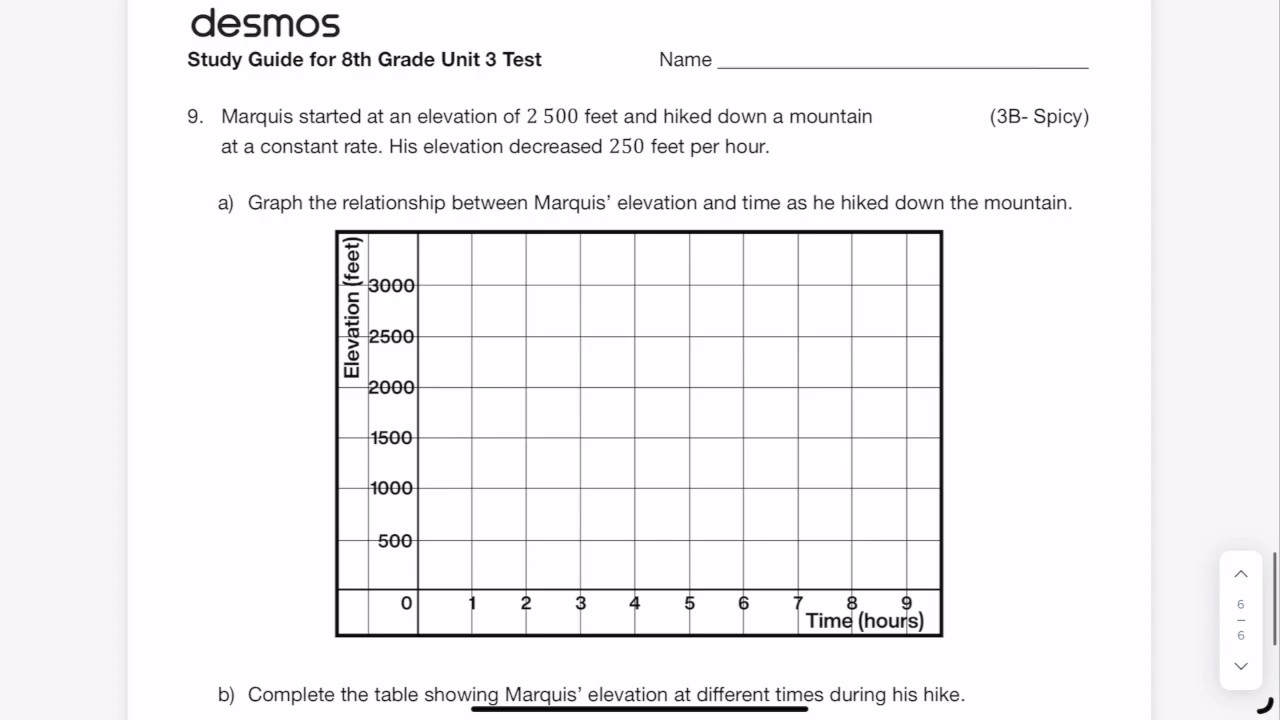 desmos
Study Guide for 8th Grade Unit 3 Test Name
9. Marquis started at an elevation of 2 500 feet and hiked down a mountain (3B- Spicy)
at a constant rate. His elevation decreased 250 feet per hour.
a) Graph the relationship between Marquis’ elevation and time as he hiked down the mountain.
Elevation (feet)
3000
2500
2000
1500
1000
500
0 1 2 3 4 5 6 7 8 9
Time (hours)
b) Complete the table showing Marquis’ elevation at different times during his hike.
6
–
6